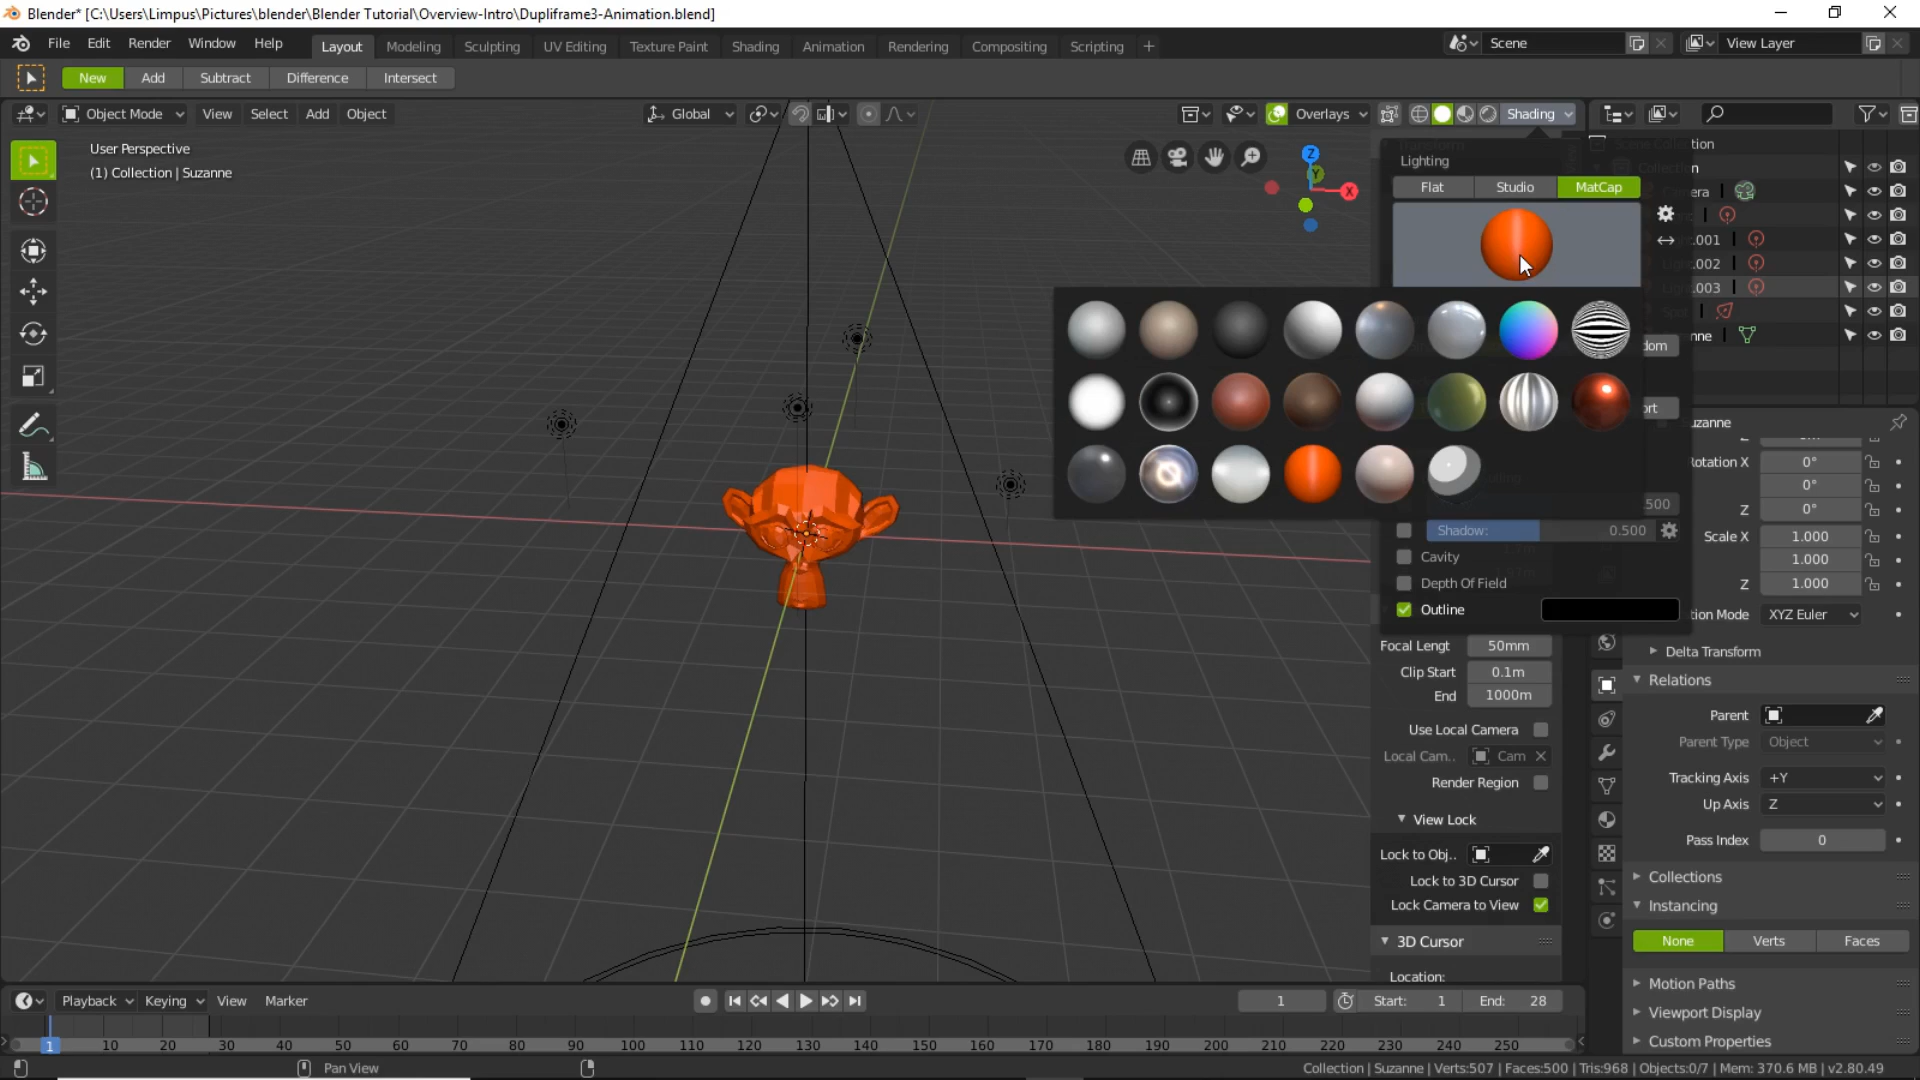 Blender* [C:\Users\Limpus\Pictures\blender\Blender Tutorial\Overview-Intro\Dupliframe3-Animation.blend]
File Edit Render Window Help Layout Modeling Sculpting UV Editing Texture Paint Shading Animation Rendering Compositing Scripting + Scene View Layer
New Add Subtract Difference Intersect
Object Mode View Select Add Object Global Overlays Shading
User Perspective
(1) Collection | Suzanne
Z
Y
X
Lighting
Flat Studio MatCap
Shadow: 0.500
Cavity
Depth Of Field
Outline
Focal Lengt 50mm
Clip Start 0.1m
End 1000m
Use Local Camera
Local Cam.. Cam
Render Region
View Lock
Lock to Obj..
Lock to 3D Cursor
Lock Camera to View
3D Cursor
Location:
.001
.002
.003
Rotation X 0°
0°
Z 0°
Scale X 1.000
1.000
Z 1.000
tion Mode XYZ Euler
Delta Transform
Relations
Parent
Parent Type Object
Tracking Axis +Y
Up Axis Z
Pass Index 0
Collections
Instancing
None Verts Faces
Motion Paths
Viewport Display
Custom Properties
Playback Keying View Marker 1 Start: 1 End: 28
1 10 20 30 40 50 60 70 80 90 100 110 120 130 140 150 160 170 180 190 200 210 220 230 240 250
Pan View
Collection | Suzanne | Verts:507 | Faces:500 | Tris:968 | Objects:0/7 | Mem: 370.6 MB | v2.80.49